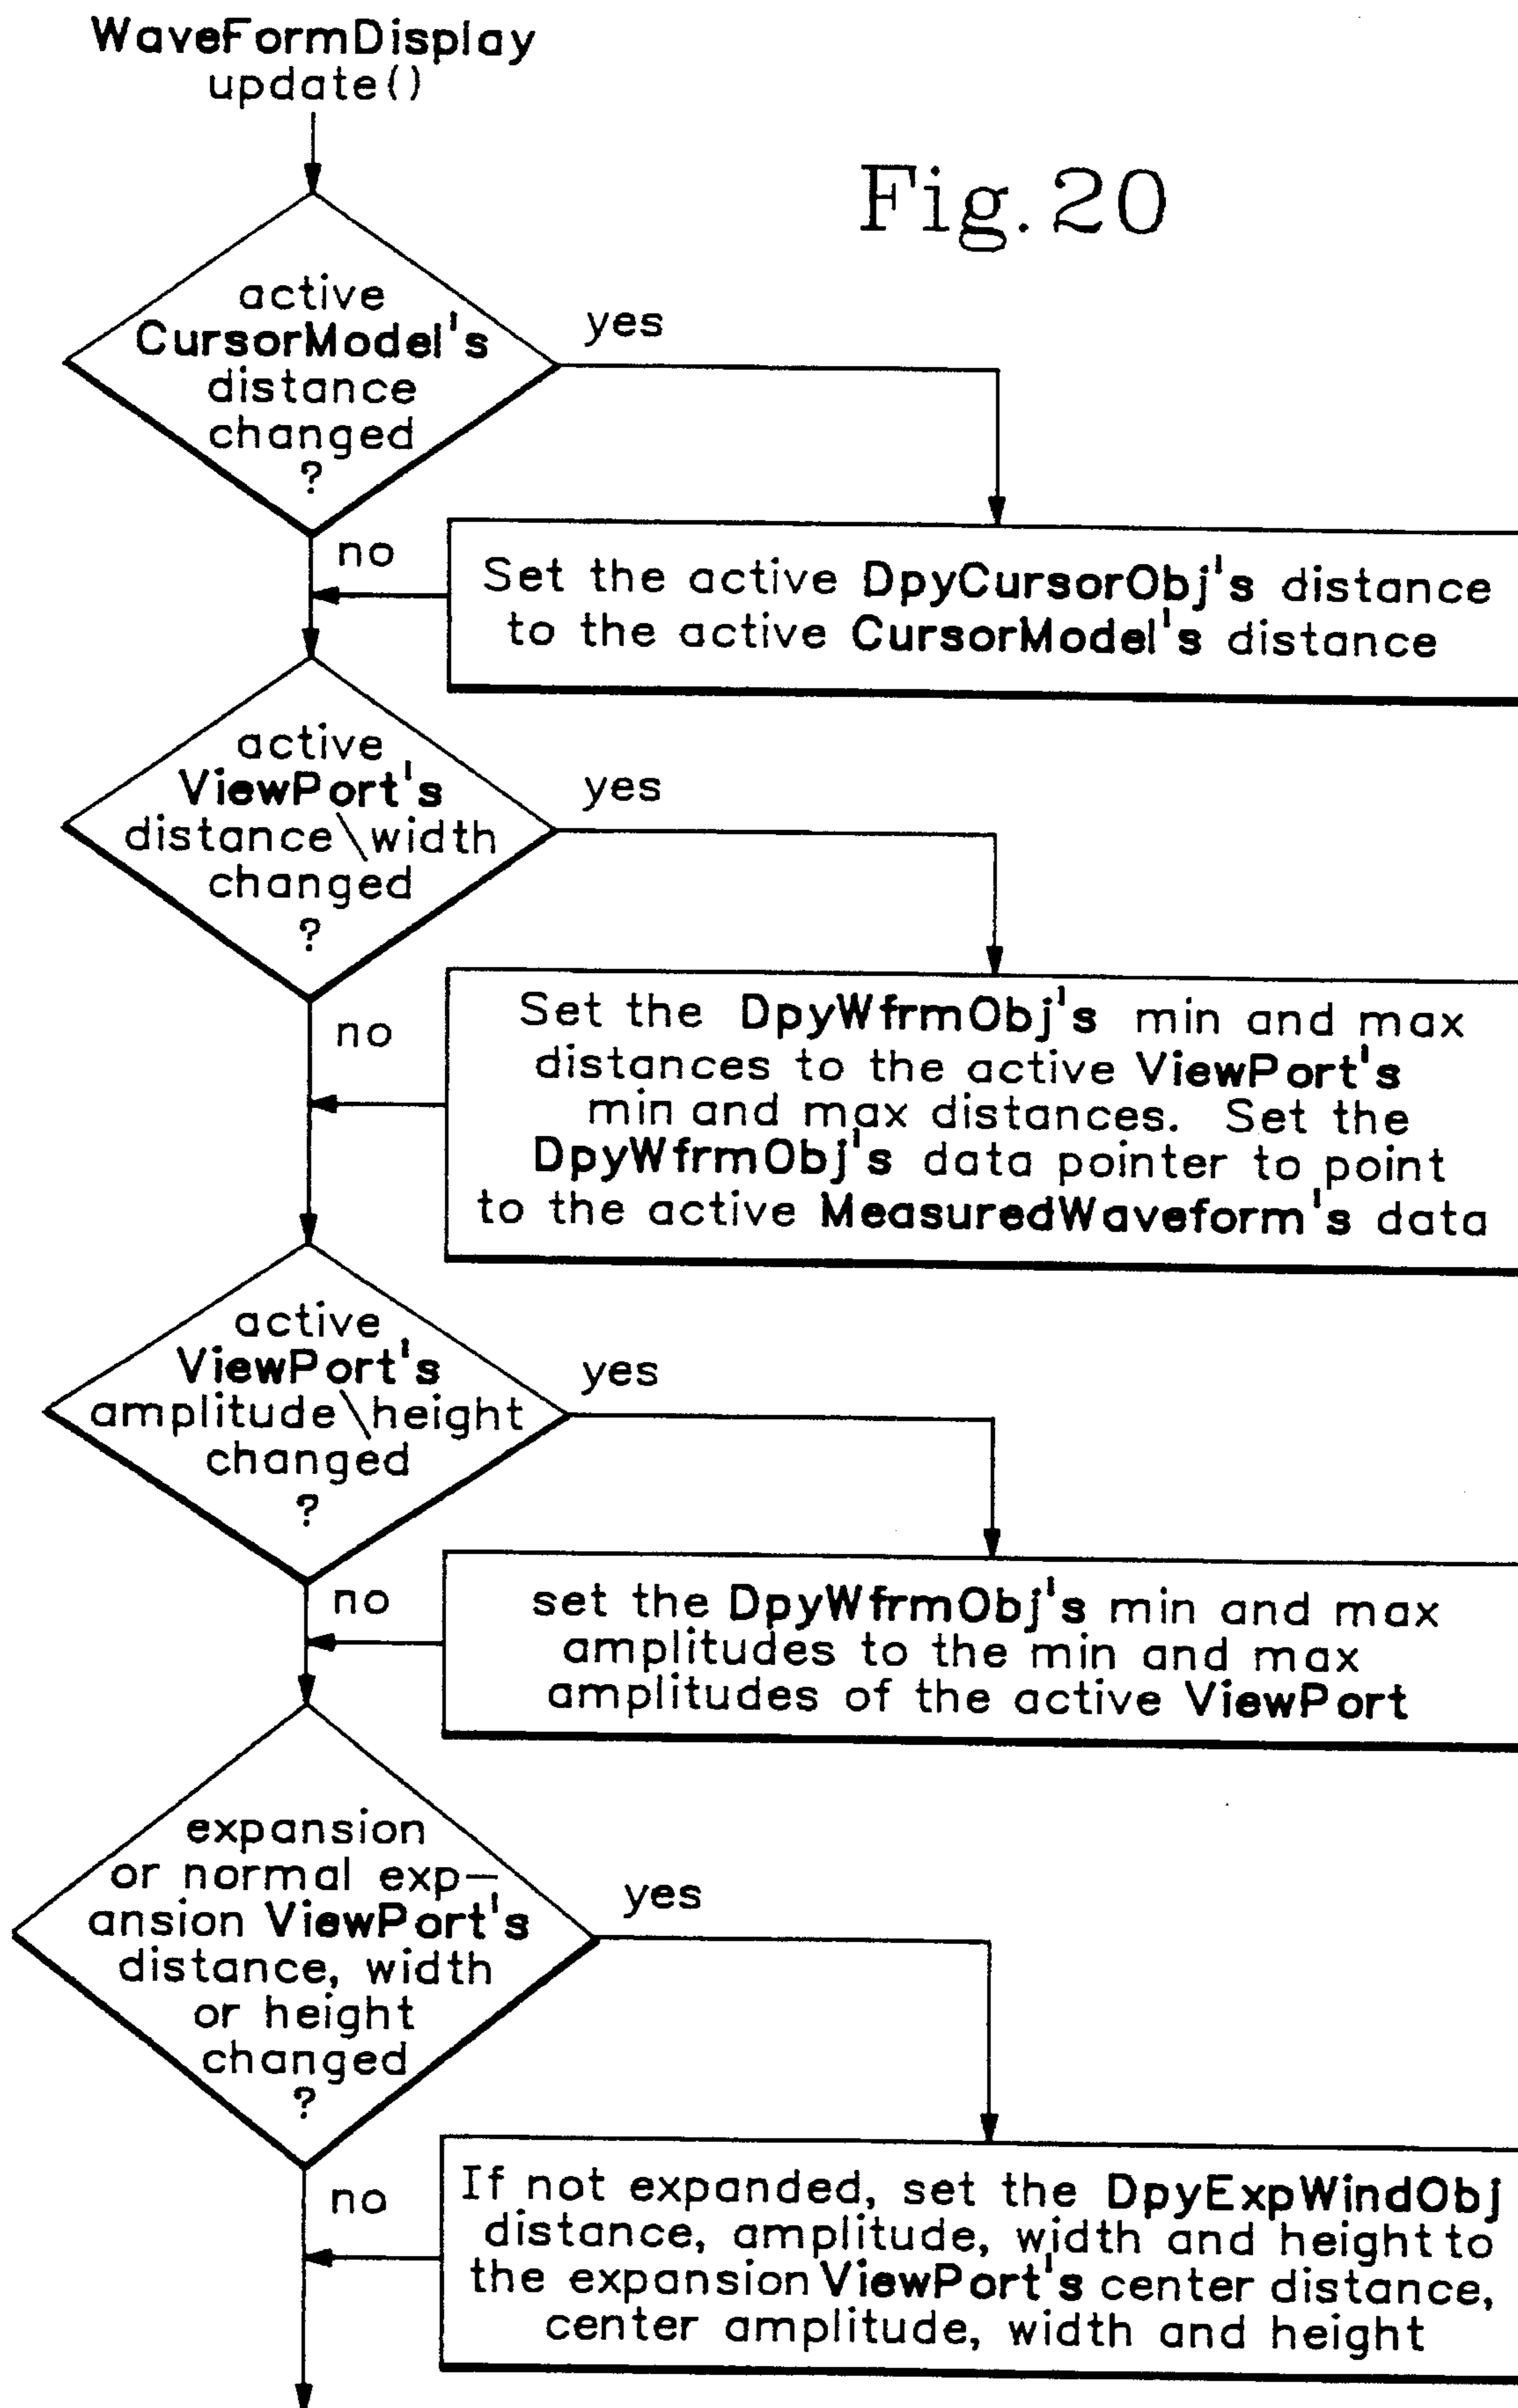 WaveFormDisplay
update()
Fig.20
active
CursorModel's
distance
changed
?
yes
no
Set the active DpyCursorObj's distance
to the active CursorModel's distance
active
ViewPort's
distance\width
changed
?
yes
no
Set the DpyWfrmObj's min and max
distances to the active ViewPort's
min and max distances. Set the
DpyWfrmObj's data pointer to point
to the active MeasuredWaveform's data
active
ViewPort's
amplitude\height
changed
?
yes
no
set the DpyWfrmObj's min and max
amplitudes to the min and max
amplitudes of the active ViewPort
expansion
or normal exp-
ansion ViewPort's
distance, width
or height
changed
?
yes
no
If not expanded, set the DpyExpWindObj
distance, amplitude, width and height to
the expansion ViewPort's center distance,
center amplitude, width and height